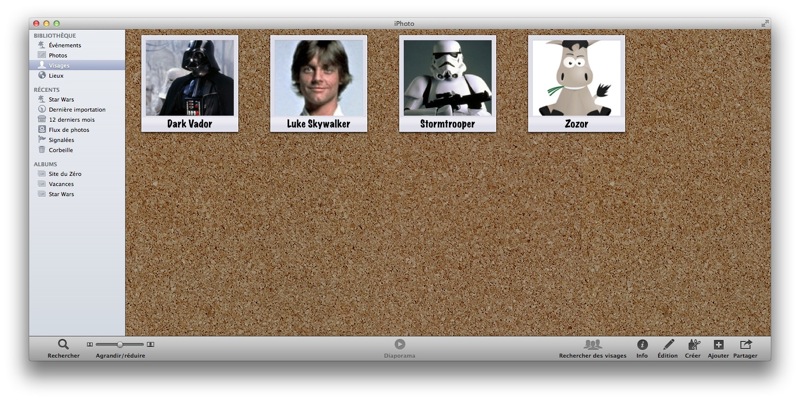 iPhoto
BIBLIOTHÈQUE
Événements
Photos
Visages
Lieux
RÉCENTS
Star Wars
Dernière importation
12 derniers mois
Flux de photos
Signalées
Corbeille
ALBUMS
Site du Zéro
Vacances
Star Wars
Dark Vador
Luke Skywalker
Stormtrooper
Zozor
Rechercher
Agrandir/réduire
Diaporama
Rechercher des visages
Info
Édition
Créer
Ajouter
Partager